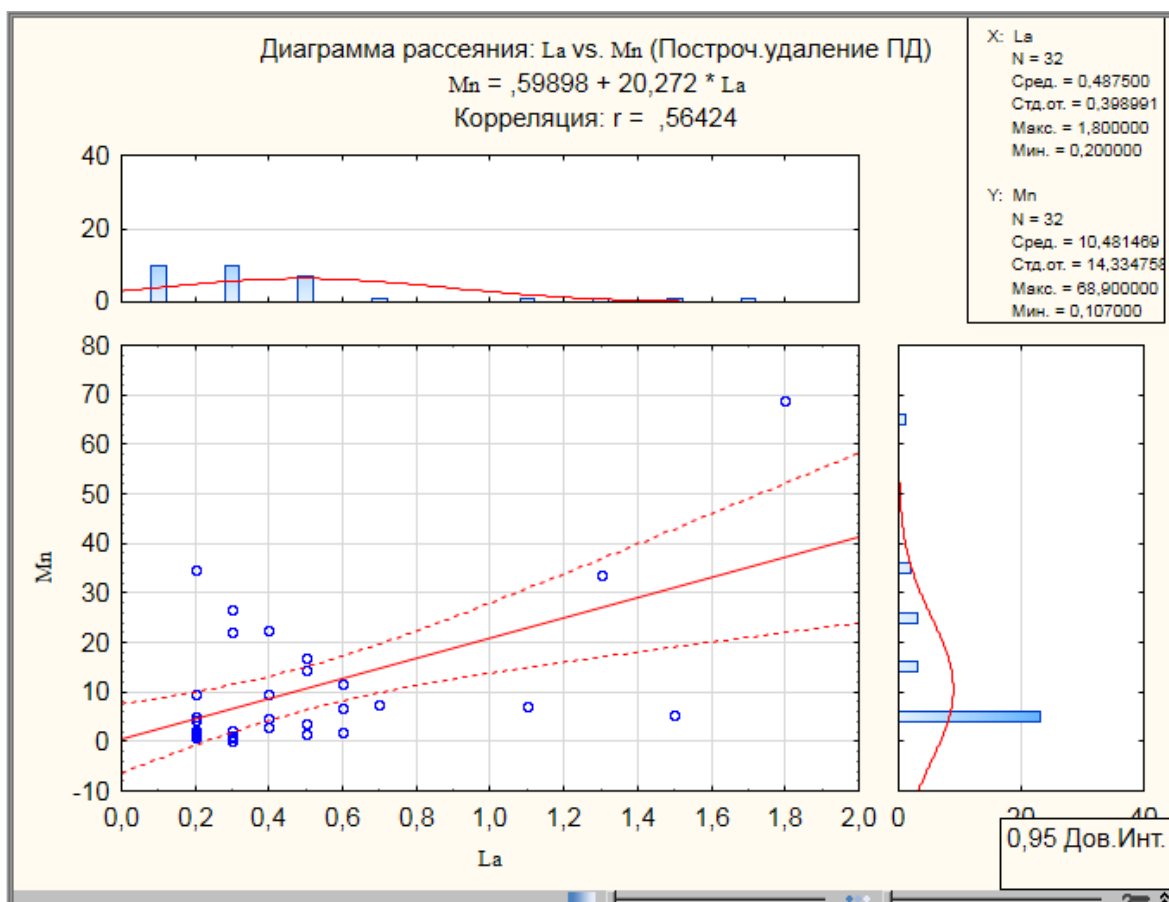 Диаграмма рассеяния: La vs. Mn (Построч.удаление ПД)
Mn = ,59898 + 20,272 * La
Корреляция: r = ,56424
X: La
N = 32
Сред. = 0,487500
Стд.от. = 0,398991
Макс. = 1,800000
Мин. = 0,200000
Y: Mn
N = 32
Сред. = 10,481469
Стд.от. = 14,334758
Макс. = 68,900000
Мин. = 0,107000
40
20
0
80
70
60
50
40
30
20
10
0
-10
Mn
0,0 0,2 0,4 0,6 0,8 1,0 1,2 1,4 1,6 1,8 2,0
La
0 20 40
0,95 Дов.Инт.